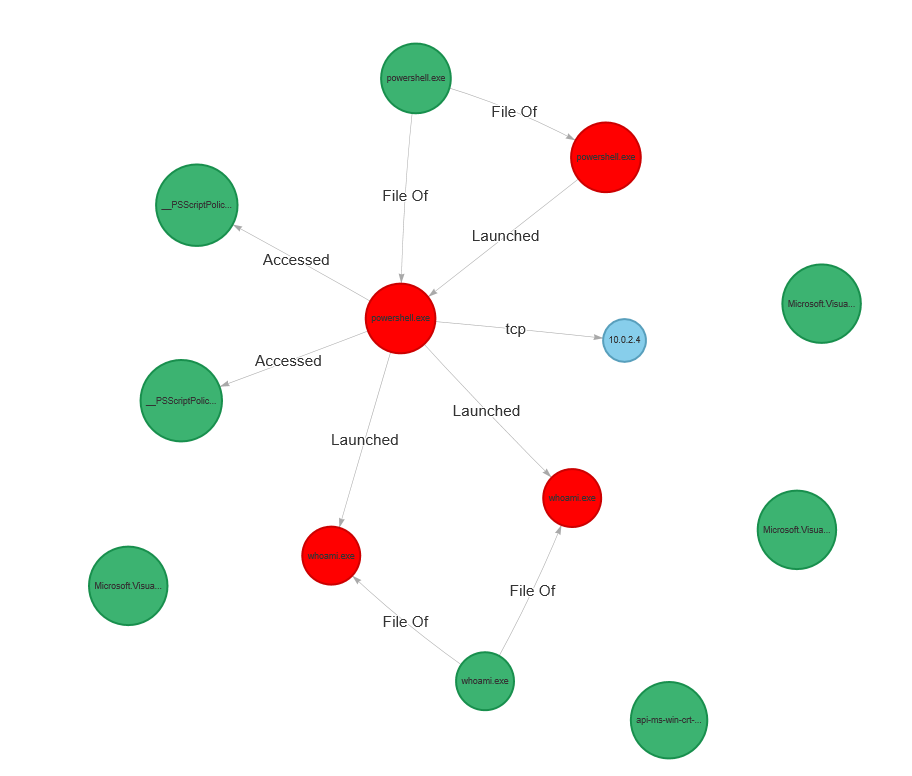 powershell.exe
File Of
powershell.exe
File Of
__PSScriptPolic...
Launched
Accessed
Microsoft.Visua...
powershell.exe
tcp
10.0.2.4
Accessed
__PSScriptPolic...
Launched
Launched
whoami.exe
Microsoft.Visua...
whoami.exe
Microsoft.Visua...
File Of
File Of
whoami.exe
api-ms-win-crt-...